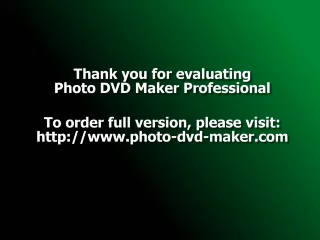 Thank you for evaluating
Photo DVD Maker Professional
To order full version, please visit:
http://www.photo-dvd-maker.com